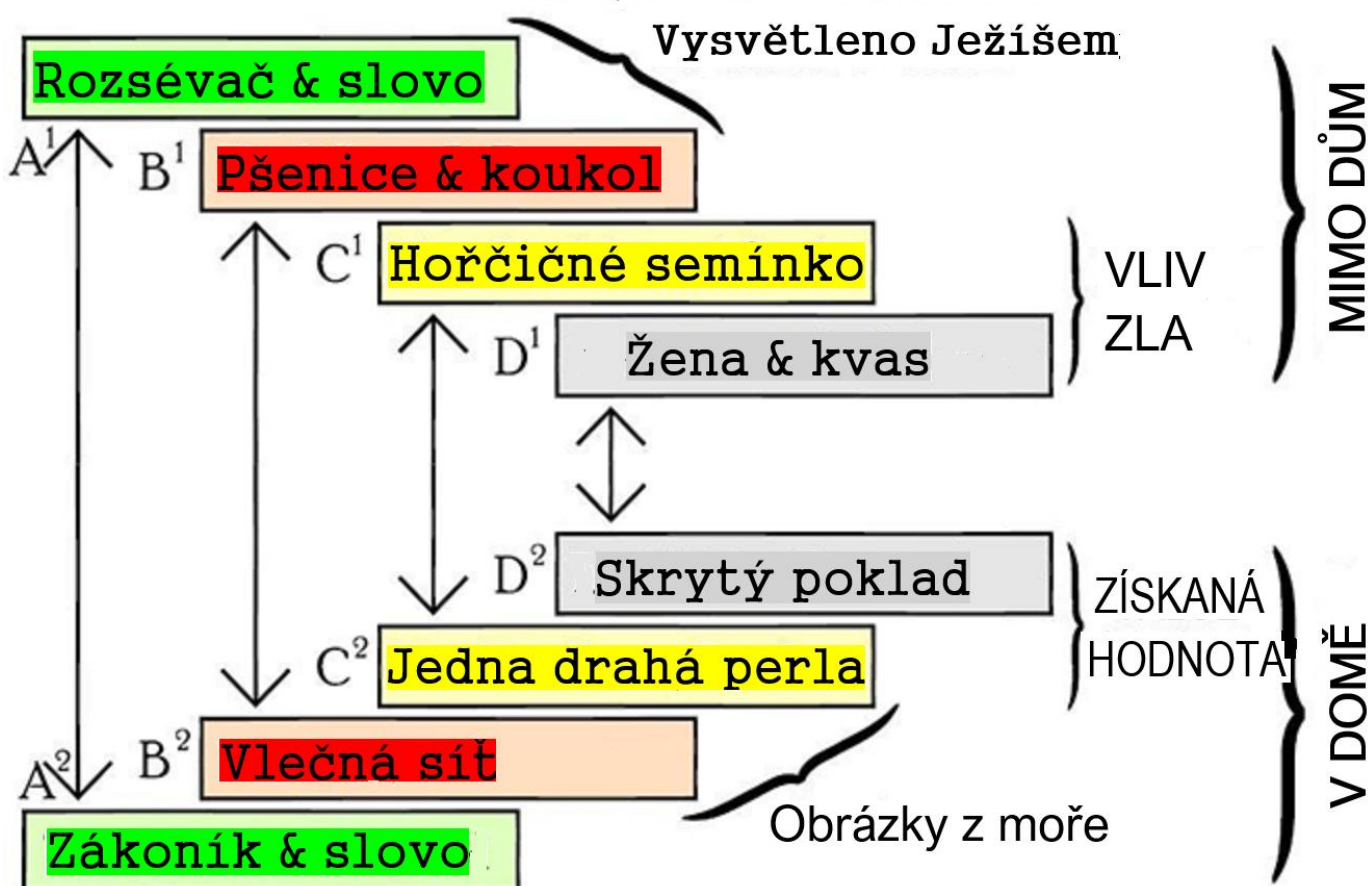 Vysvětleno Ježíšem
Rozsévač & slovo
A¹
B¹
Pšenice & koukol
C¹
Hořčičné semínko
D¹
Žena & kvas
VLIV
ZLA
MIMO DŮM
D²
Skrytý poklad
ZÍSKANÁ
HODNOTA
C²
Jedna drahá perla
B²
Vlečná síť
A²
Obrázky z moře
Zákoník & slovo
V DOMĚ